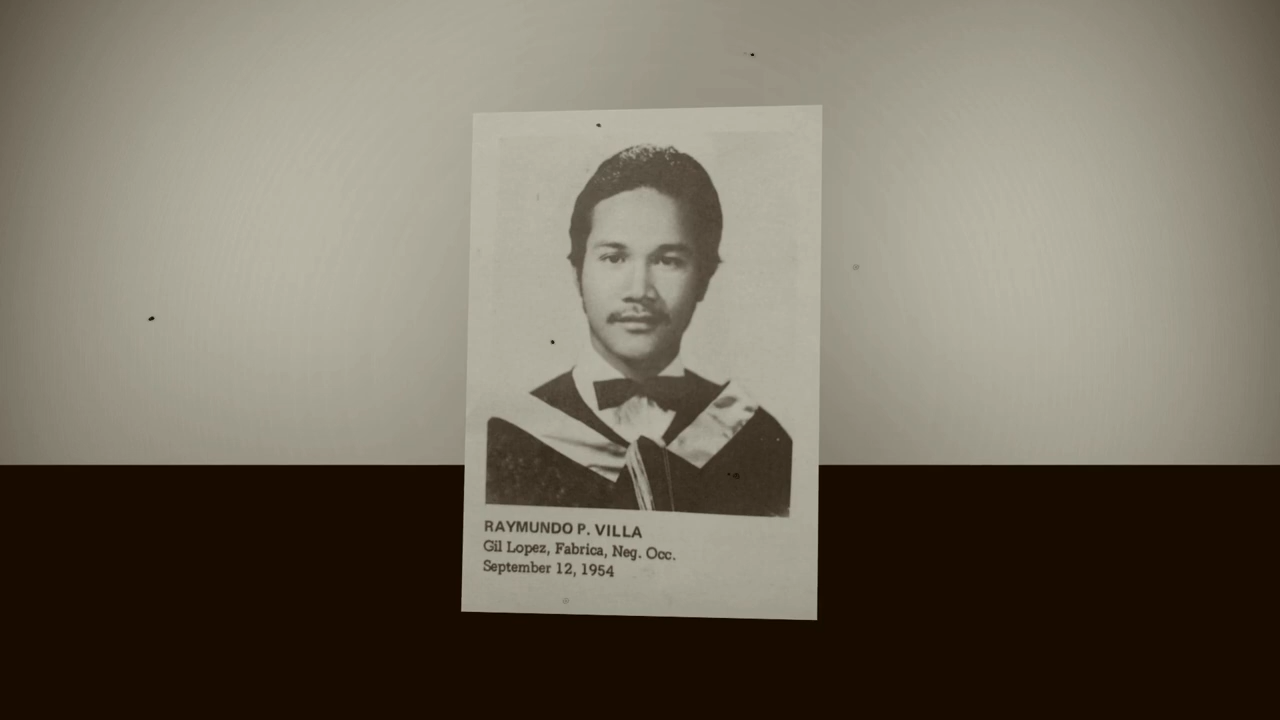 RAYMUNDO P. VILLA
Gil Lopez, Fabrica, Neg. Occ.
September 12, 1954